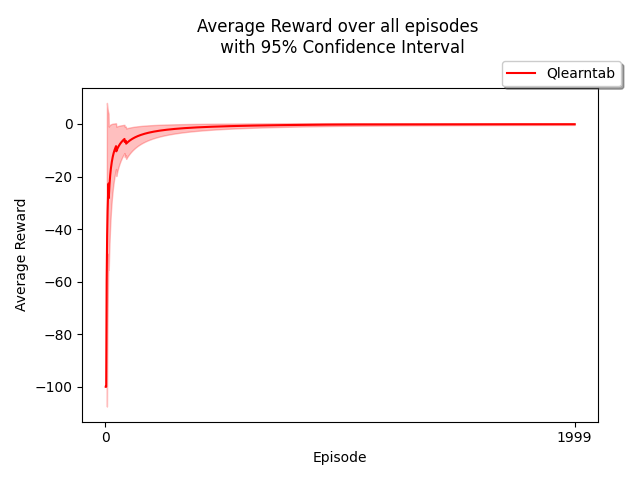 Average Reward over all episodes
with 95% Confidence Interval
Qlearntab
0
−20
−40
−60
−80
−100
Average Reward
0
1999
Episode